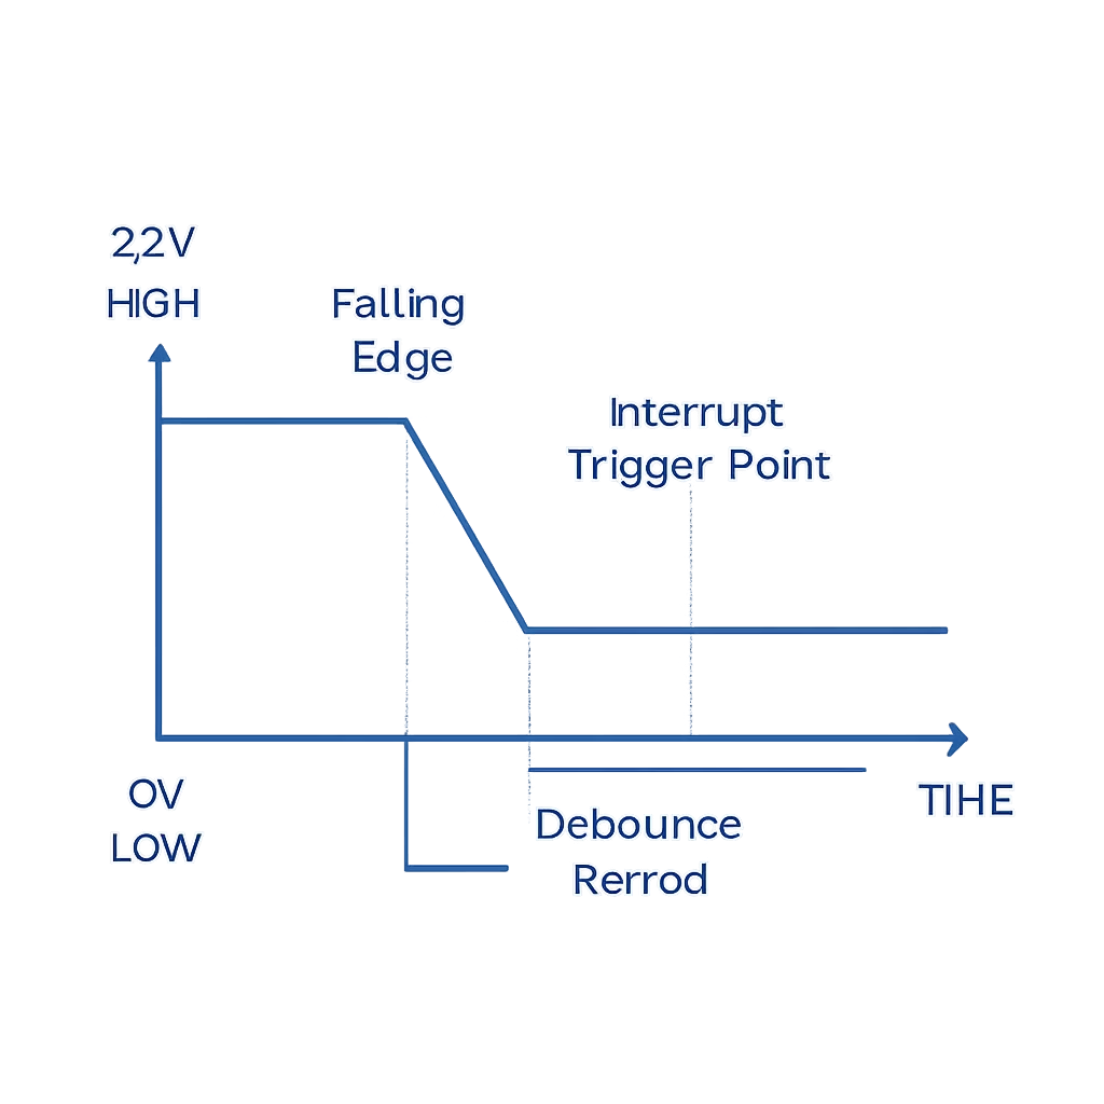 2,2V
HIGH
Falling
Edge
Interrupt
Trigger Point
OV
LOW
TIHE
Debounce
Rerrod